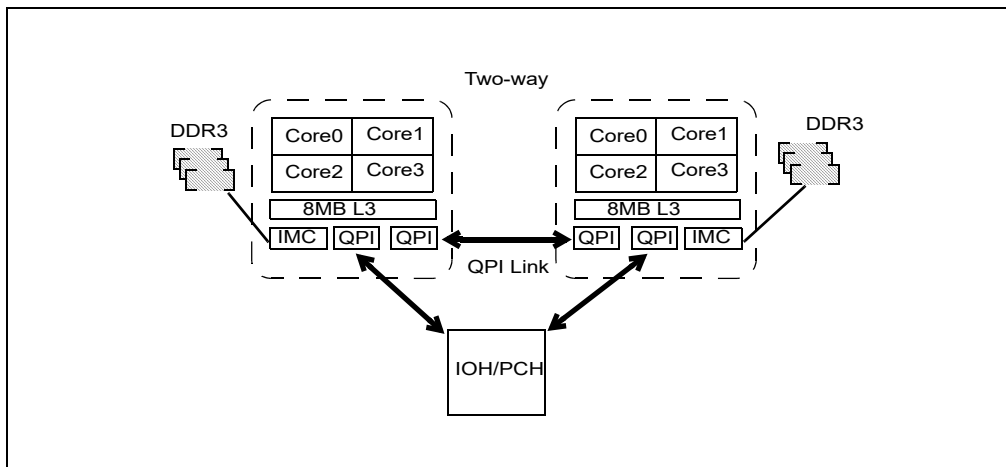 Two-way
DDR3
Core0 Core1
Core2 Core3
8MB L3
IMC QPI QPI
DDR3
Core0 Core1
Core2 Core3
8MB L3
QPI QPI IMC
QPI Link
IOH/PCH